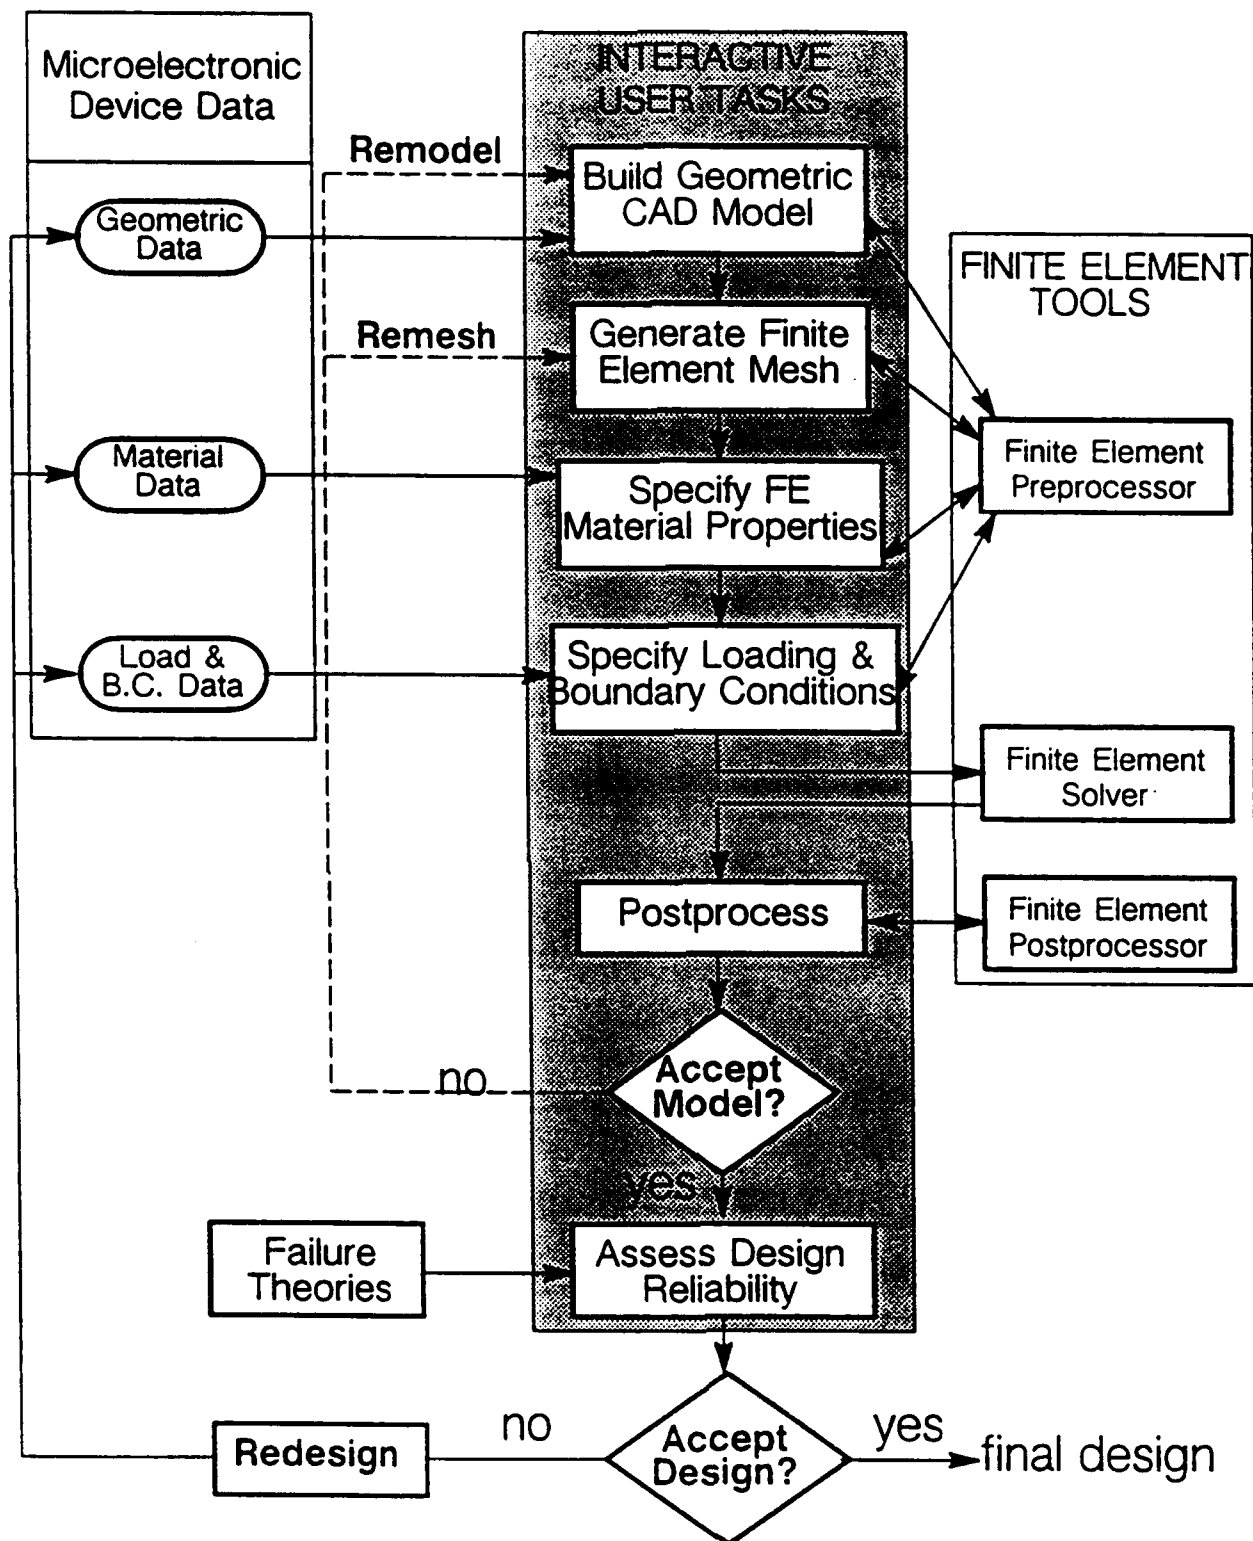 Microelectronic
Device Data
INTERACTIVE
USER TASKS
Remodel
Build Geometric
CAD Model
Geometric
Data
FINITE ELEMENT
TOOLS
Remesh
Generate Finite
Element Mesh
Finite Element
Preprocessor
Material
Data
Specify FE
Material Properties
Load &
B.C. Data
Specify Loading &
Boundary Conditions
Finite Element
Solver
Postprocess
Finite Element
Postprocessor
no
Accept
Model?
yes
Failure
Theories
Assess Design
Reliability
Redesign
no
Accept
Design?
yes
final design